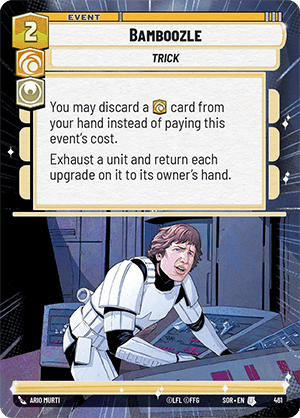 EVENT
2
BAMBOOZLE
TRICK
You may discard a card from
your hand instead of paying this
event's cost.
Exhaust a unit and return each
upgrade on it to its owner's hand.
ARIO MURTI
©LFL ©FFG
SOR • EN
461